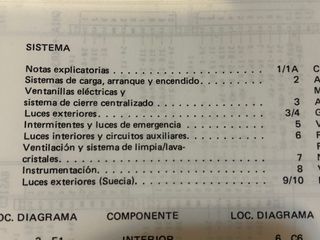 SISTEMA
Notas explicatorias . . . . . . . . . . . . . . . . . . 1/1A
Sistemas de carga, arranque y encendido . . 2
Ventanillas eléctricas y
sistema de cierre centralizado . . . . . . . . . . 3
Luces exteriores . . . . . . . . . . . . . . . . . . . . 3/4
Intermitentes y luces de emergencia . . . . . 5
Luces interiores y circuitos auxiliares. . . . . 6
Ventilación y sistema de limpia/lava-
cristales. . . . . . . . . . . . . . . . . . . . . . . . . . 7
Instrumentación. . . . . . . . . . . . . . . . . . . . 8
Luces exteriores (Suecia). . . . . . . . . . . . . . 9/10
LOC. DIAGRAMA COMPONENTE LOC. DIAGRAMA
INTERIOR